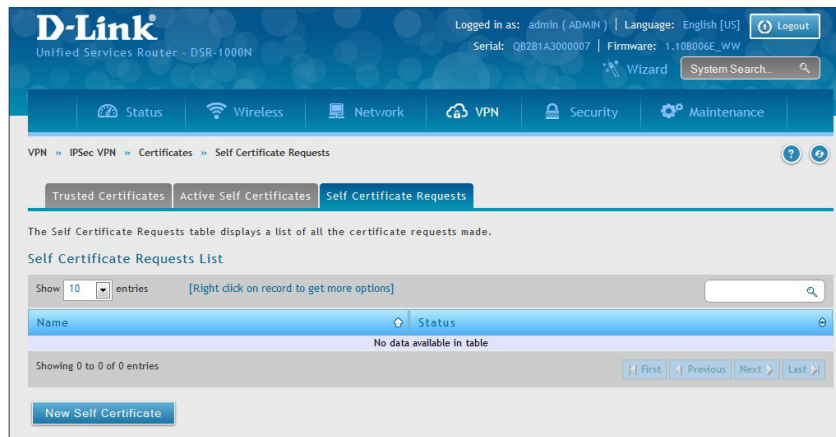 D-Link
Unified Services Router - DSR-1000N
Logged in as: admin ( ADMIN ) | Language: English [US]
Logout
Serial: QB2B1A3000007 | Firmware: 1.10B006E_WW
Wizard
System Search...
Status
Wireless
Network
VPN
Security
Maintenance
VPN » IPSec VPN » Certificates » Self Certificate Requests
?
Trusted Certificates
Active Self Certificates
Self Certificate Requests
The Self Certificate Requests table displays a list of all the certificate requests made.
Self Certificate Requests List
Show 10 entries
[Right click on record to get more options]
Name
Status
No data available in table
Showing 0 to 0 of 0 entries
First
Previous
Next
Last
New Self Certificate